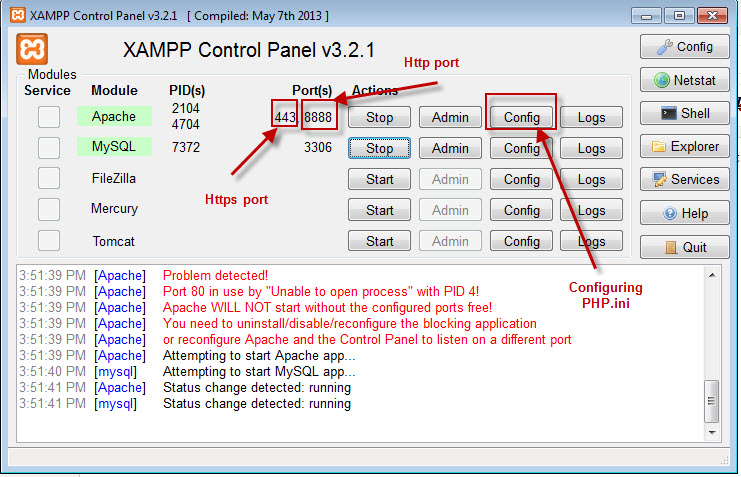 XAMPP Control Panel v3.2.1 [ Compiled: May 7th 2013 ]
XAMPP Control Panel v3.2.1
Http port
Config
Modules
Service Module PID(s) Port(s) Actions
Netstat
Apache 2104 4704 443, 8888 Stop Admin Config Logs
Shell
MySQL 7372 3306 Stop Admin Config Logs
Explorer
FileZilla Start Admin Config Logs
Services
Https port
Mercury Start Admin Config Logs
Help
Tomcat Start Admin Config Logs
Quit
3:51:39 PM [Apache] Problem detected!
3:51:39 PM [Apache] Port 80 in use by "Unable to open process" with PID 4!
3:51:39 PM [Apache] Apache WILL NOT start without the configured ports free!
3:51:39 PM [Apache] You need to uninstall/disable/reconfigure the blocking application
3:51:39 PM [Apache] or reconfigure Apache and the Control Panel to listen on a different port
3:51:39 PM [Apache] Attempting to start Apache app...
3:51:40 PM [mysql] Attempting to start MySQL app...
3:51:41 PM [Apache] Status change detected: running
3:51:41 PM [mysql] Status change detected: running
Configuring
PHP.ini